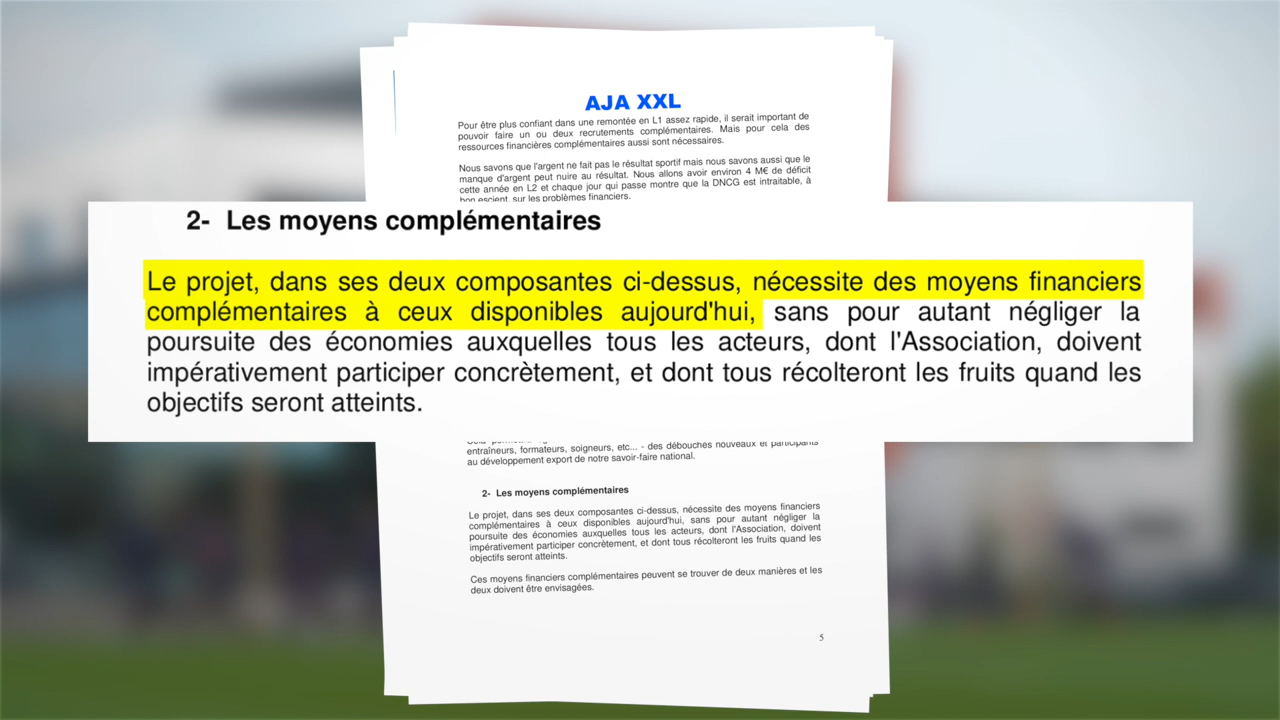 AJA XXL
Pour être plus confiant dans une remontée en L1 assez rapide, il serait important de
pouvoir faire un ou deux recrutements complémentaires. Mais pour cela des
ressources financières complémentaires aussi sont nécessaires.
Nous savons que l'argent ne fait pas le résultat sportif mais nous savons aussi que le
manque d'argent peut nuire au résultat. Nous allons avoir environ 4 M€ de déficit
cette année en L2 et chaque jour qui passe montre que la DNCG est intraitable, à
bon escient, sur les problèmes financiers.
2- Les moyens complémentaires
Le projet, dans ses deux composantes ci-dessus, nécessite des moyens financiers
complémentaires à ceux disponibles aujourd'hui, sans pour autant négliger la
poursuite des économies auxquelles tous les acteurs, dont l'Association, doivent
impérativement participer concrètement, et dont tous récolteront les fruits quand les
objectifs seront atteints.
entraîneurs, formateurs, soigneurs, etc... - des débouchés nouveaux et participants
au développement export de notre savoir-faire national.
2- Les moyens complémentaires
Le projet, dans ses deux composantes ci-dessus, nécessite des moyens financiers
complémentaires à ceux disponibles aujourd'hui, sans pour autant négliger la
poursuite des économies auxquelles tous les acteurs, dont l'Association, doivent
impérativement participer concrètement, et dont tous récolteront les fruits quand les
objectifs seront atteints.
Ces moyens financiers complémentaires peuvent se trouver de deux manières et les
deux doivent être envisagées.
5